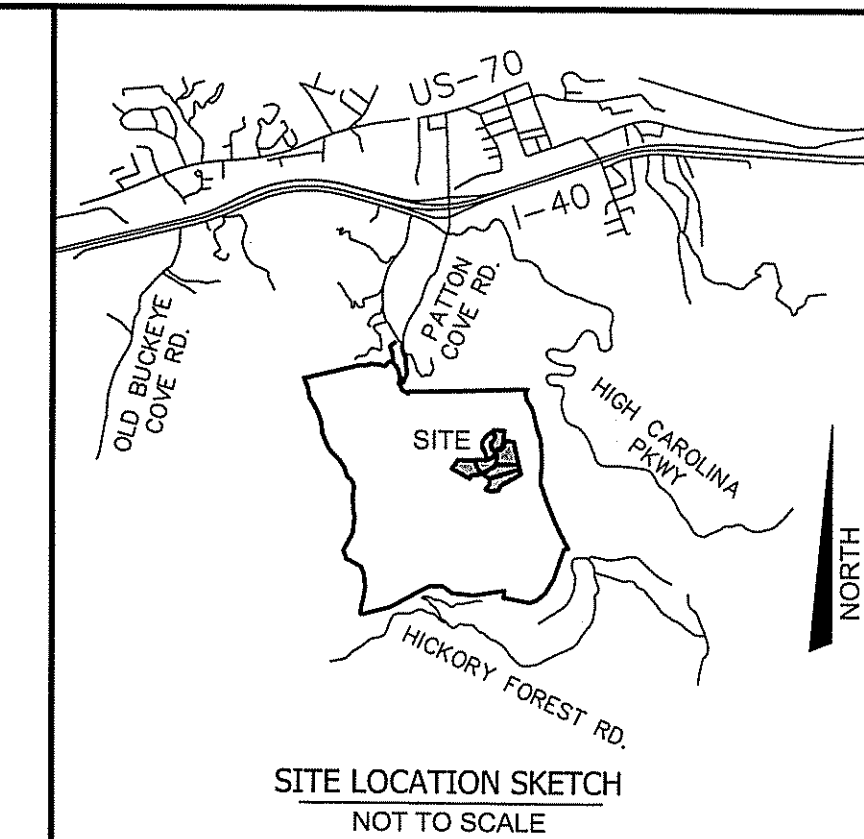 US-70
I-40
PATTON
COVE RD.
OLD BUCKEYE
COVE RD.
HIGH CAROLINA
PKWY
SITE
NORTH
HICKORY FOREST RD.
SITE LOCATION SKETCH
NOT TO SCALE